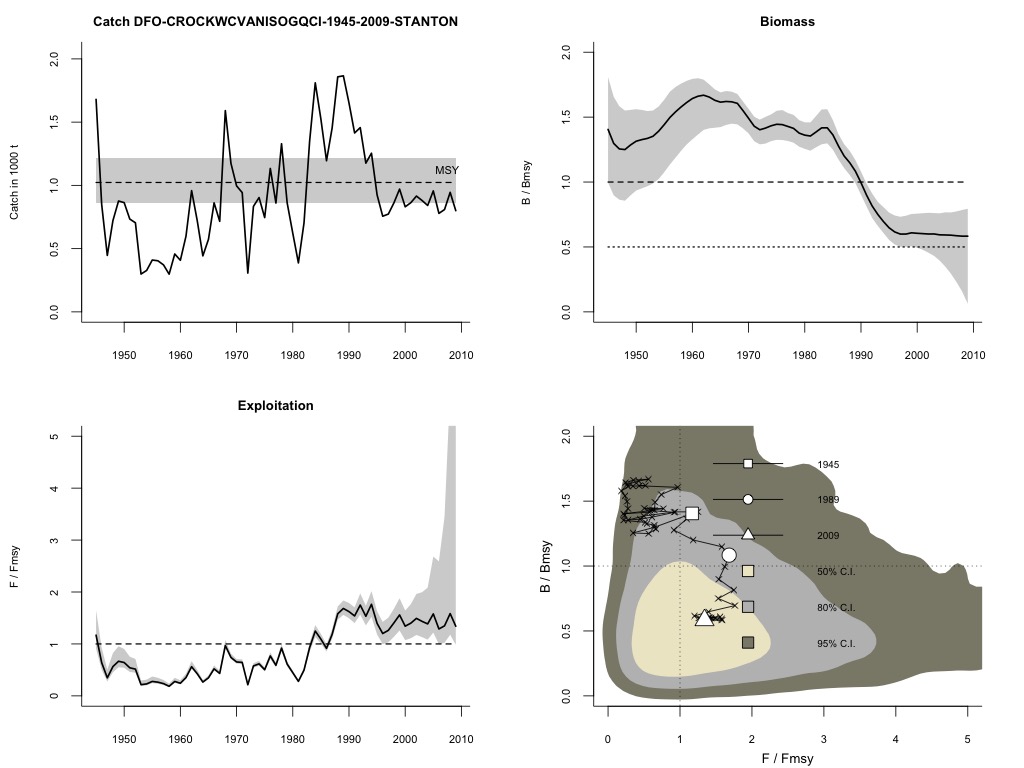 Catch DFO-CROCKWCVANISOGQCI-1945-2009-STANTON
Catch in 1000 t
0.0 0.5 1.0 1.5 2.0
MSY
1950 1960 1970 1980 1990 2000 2010
Biomass
B / Bmsy
0.0 0.5 1.0 1.5 2.0
1950 1960 1970 1980 1990 2000 2010
Exploitation
F / Fmsy
0 1 2 3 4 5
1950 1960 1970 1980 1990 2000 2010
B / Bmsy
0.0 0.5 1.0 1.5 2.0
1945
1989
2009
50% C.I.
80% C.I.
95% C.I.
0 1 2 3 4 5
F / Fmsy